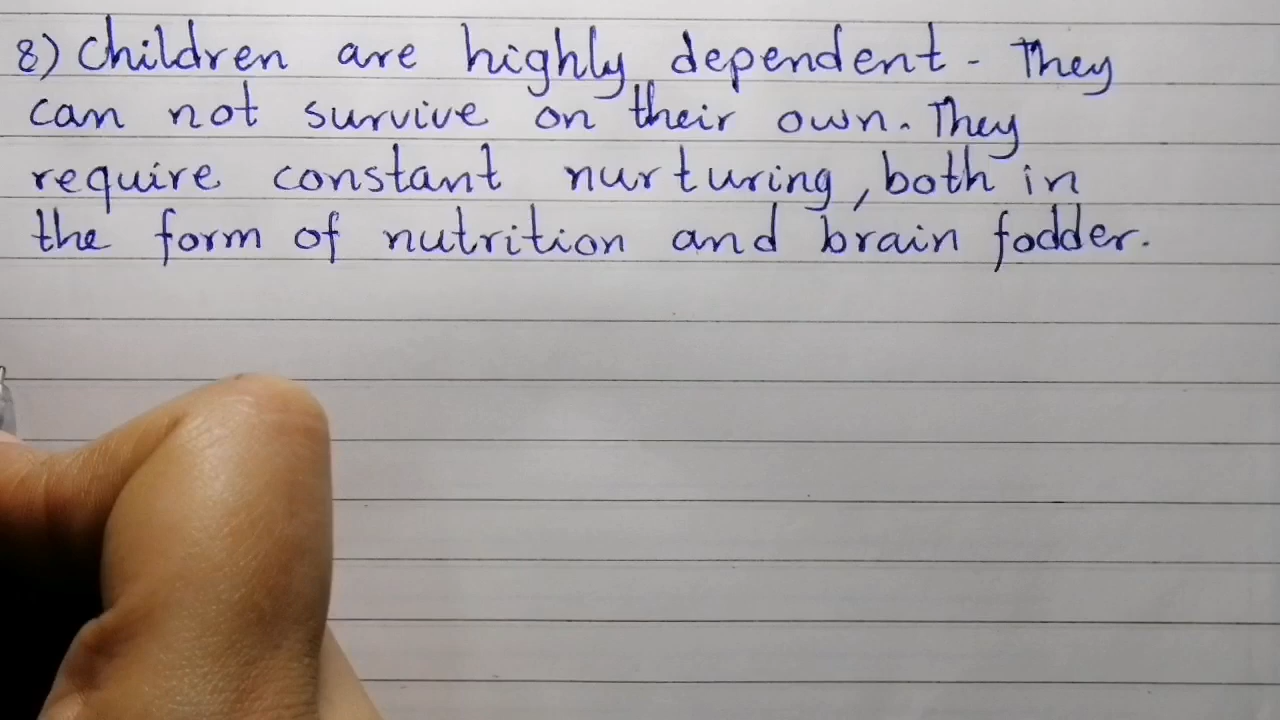 8) Children are highly dependent. They
can not survive on their own. They
require constant nurturing, both in
the form of nutrition and brain fodder.